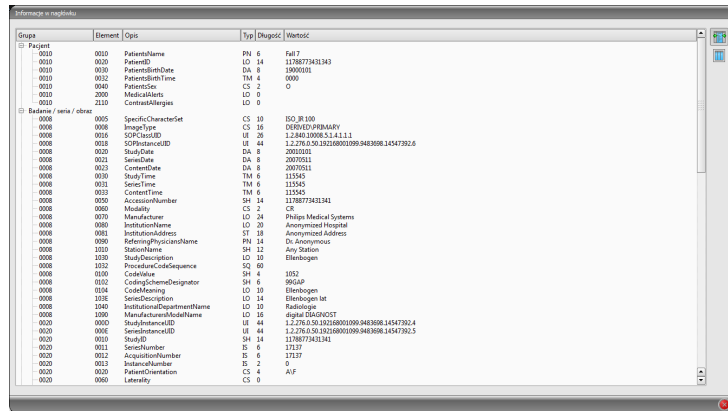 Informacje w nagłówku
Grupa Element Opis Typ Długość Wartość
Pacjent
0010 0010 PatientsName PN 6 Fall 7
0010 0020 PatientID LO 14 11788773431343
0010 0030 PatientsBirthDate DA 8 19000101
0010 0032 PatientsBirthTime TM 4 0000
0010 0040 PatientsSex CS 2 O
0010 2000 MedicalAlerts LO 0
0010 2110 ContrastAllergies LO 0
Badanie / seria / obraz
0008 0005 SpecificCharacterSet CS 10 ISO_IR 100
0008 0008 ImageType CS 16 DERIVED\PRIMARY
0008 0016 SOPClassUID UI 26 1.2.840.10008.5.1.4.1.1.1
0008 0018 SOPInstanceUID UI 44 1.2.276.0.50.192168001099.9483698.14547392.6
0008 0020 StudyDate DA 8 20010101
0008 0021 SeriesDate DA 8 20070511
0008 0023 ContentDate DA 8 20070511
0008 0030 StudyTime TM 6 115545
0008 0031 SeriesTime TM 6 115545
0008 0033 ContentTime TM 6 115545
0008 0050 AccessionNumber SH 14 11788773431341
0008 0060 Modality CS 2 CR
0008 0070 Manufacturer LO 24 Philips Medical Systems
0008 0080 InstitutionName LO 20 Anonymized Hospital
0008 0081 InstitutionAddress ST 18 Anonymized Address
0008 0090 ReferringPhysiciansName PN 14 Dr. Anonymous
0008 1010 StationName SH 12 Any Station
0008 1030 StudyDescription LO 10 Ellenbogen
0008 1032 ProcedureCodeSequence SQ 60
0008 0100 CodeValue SH 4 1052
0008 0102 CodingSchemeDesignator SH 6 99GAP
0008 0104 CodeMeaning LO 10 Ellenbogen
0008 103E SeriesDescription LO 14 Ellenbogen lat
0008 1040 InstitutionalDepartmentName LO 10 Radiologie
0008 1090 ManufacturersModelName LO 16 digital DIAGNOST
0020 000D StudyInstanceUID UI 44 1.2.276.0.50.192168001099.9483698.14547392.4
0020 000E SeriesInstanceUID UI 44 1.2.276.0.50.192168001099.9483698.14547392.5
0020 0010 StudyID SH 14 11788773431341
0020 0011 SeriesNumber IS 6 17137
0020 0012 AcquisitionNumber IS 6 17137
0020 0013 InstanceNumber IS 2 0
0020 0020 PatientOrientation CS 4 A\F
0020 0060 Laterality CS 0